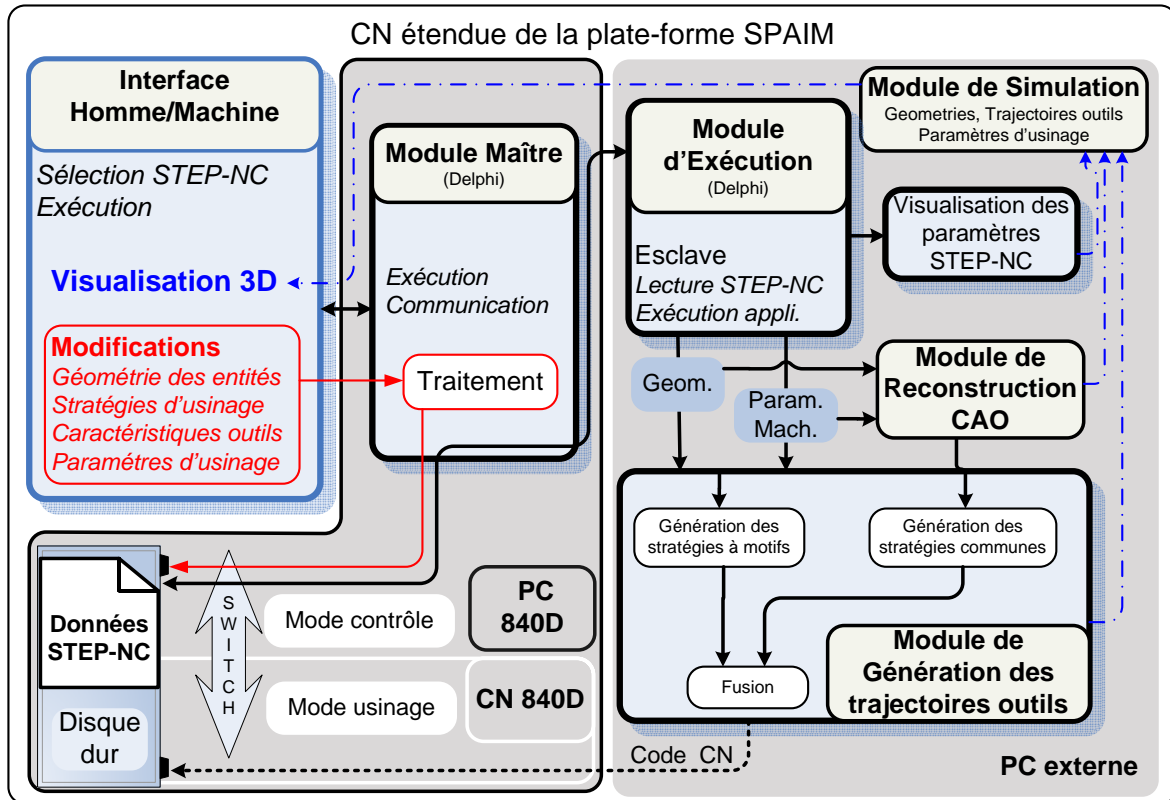 CN étendue de la plate-forme SPAIM
Interface
Homme/Machine
Sélection STEP-NC
Exécution
Visualisation 3D
Modifications
Géométrie des entités
Stratégies d'usinage
Caractéristiques outils
Paramétres d'usinage
Module Maître
(Delphi)
Exécution
Communication
Traitement
Module
d'Exécution
(Delphi)
Esclave
Lecture STEP-NC
Exécution appli.
Module de Simulation
Geometries, Trajectoires outils
Paramètres d'usinage
Visualisation des
paramètres
STEP-NC
Geom.
Param.
Mach.
Module de
Reconstruction
CAO
Génération des
stratégies à motifs
Génération des
stratégies communes
Fusion
Module de
Génération des
trajectoires outils
Données
STEP-NC
Disque
dur
SWITCH
Mode contrôle
PC
840D
Mode usinage
CN 840D
Code CN
PC externe